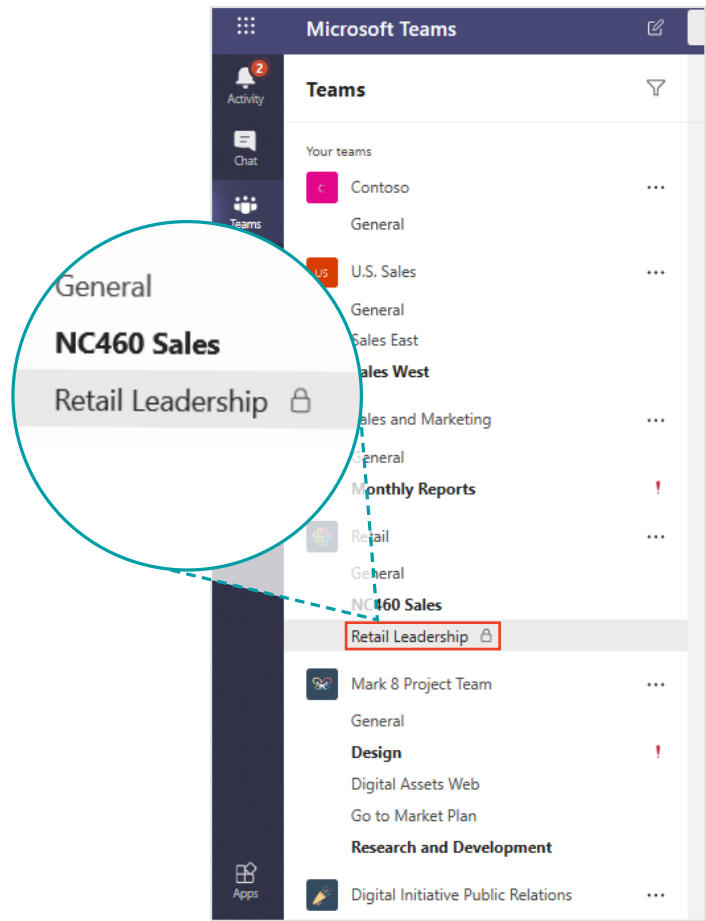 Microsoft Teams
2
Activity
Teams
Chat
Your teams
C Contoso ...
Teams
General
US U.S. Sales ...
General
General
Sales East
NC460 Sales
Sales West
Retail Leadership
Sales and Marketing ...
General
Monthly Reports !
Retail ...
General
NC460 Sales
Retail Leadership
Mark 8 Project Team ...
General
Design !
Digital Assets Web
Go to Market Plan
Research and Development
Apps
Digital Initiative Public Relations ...